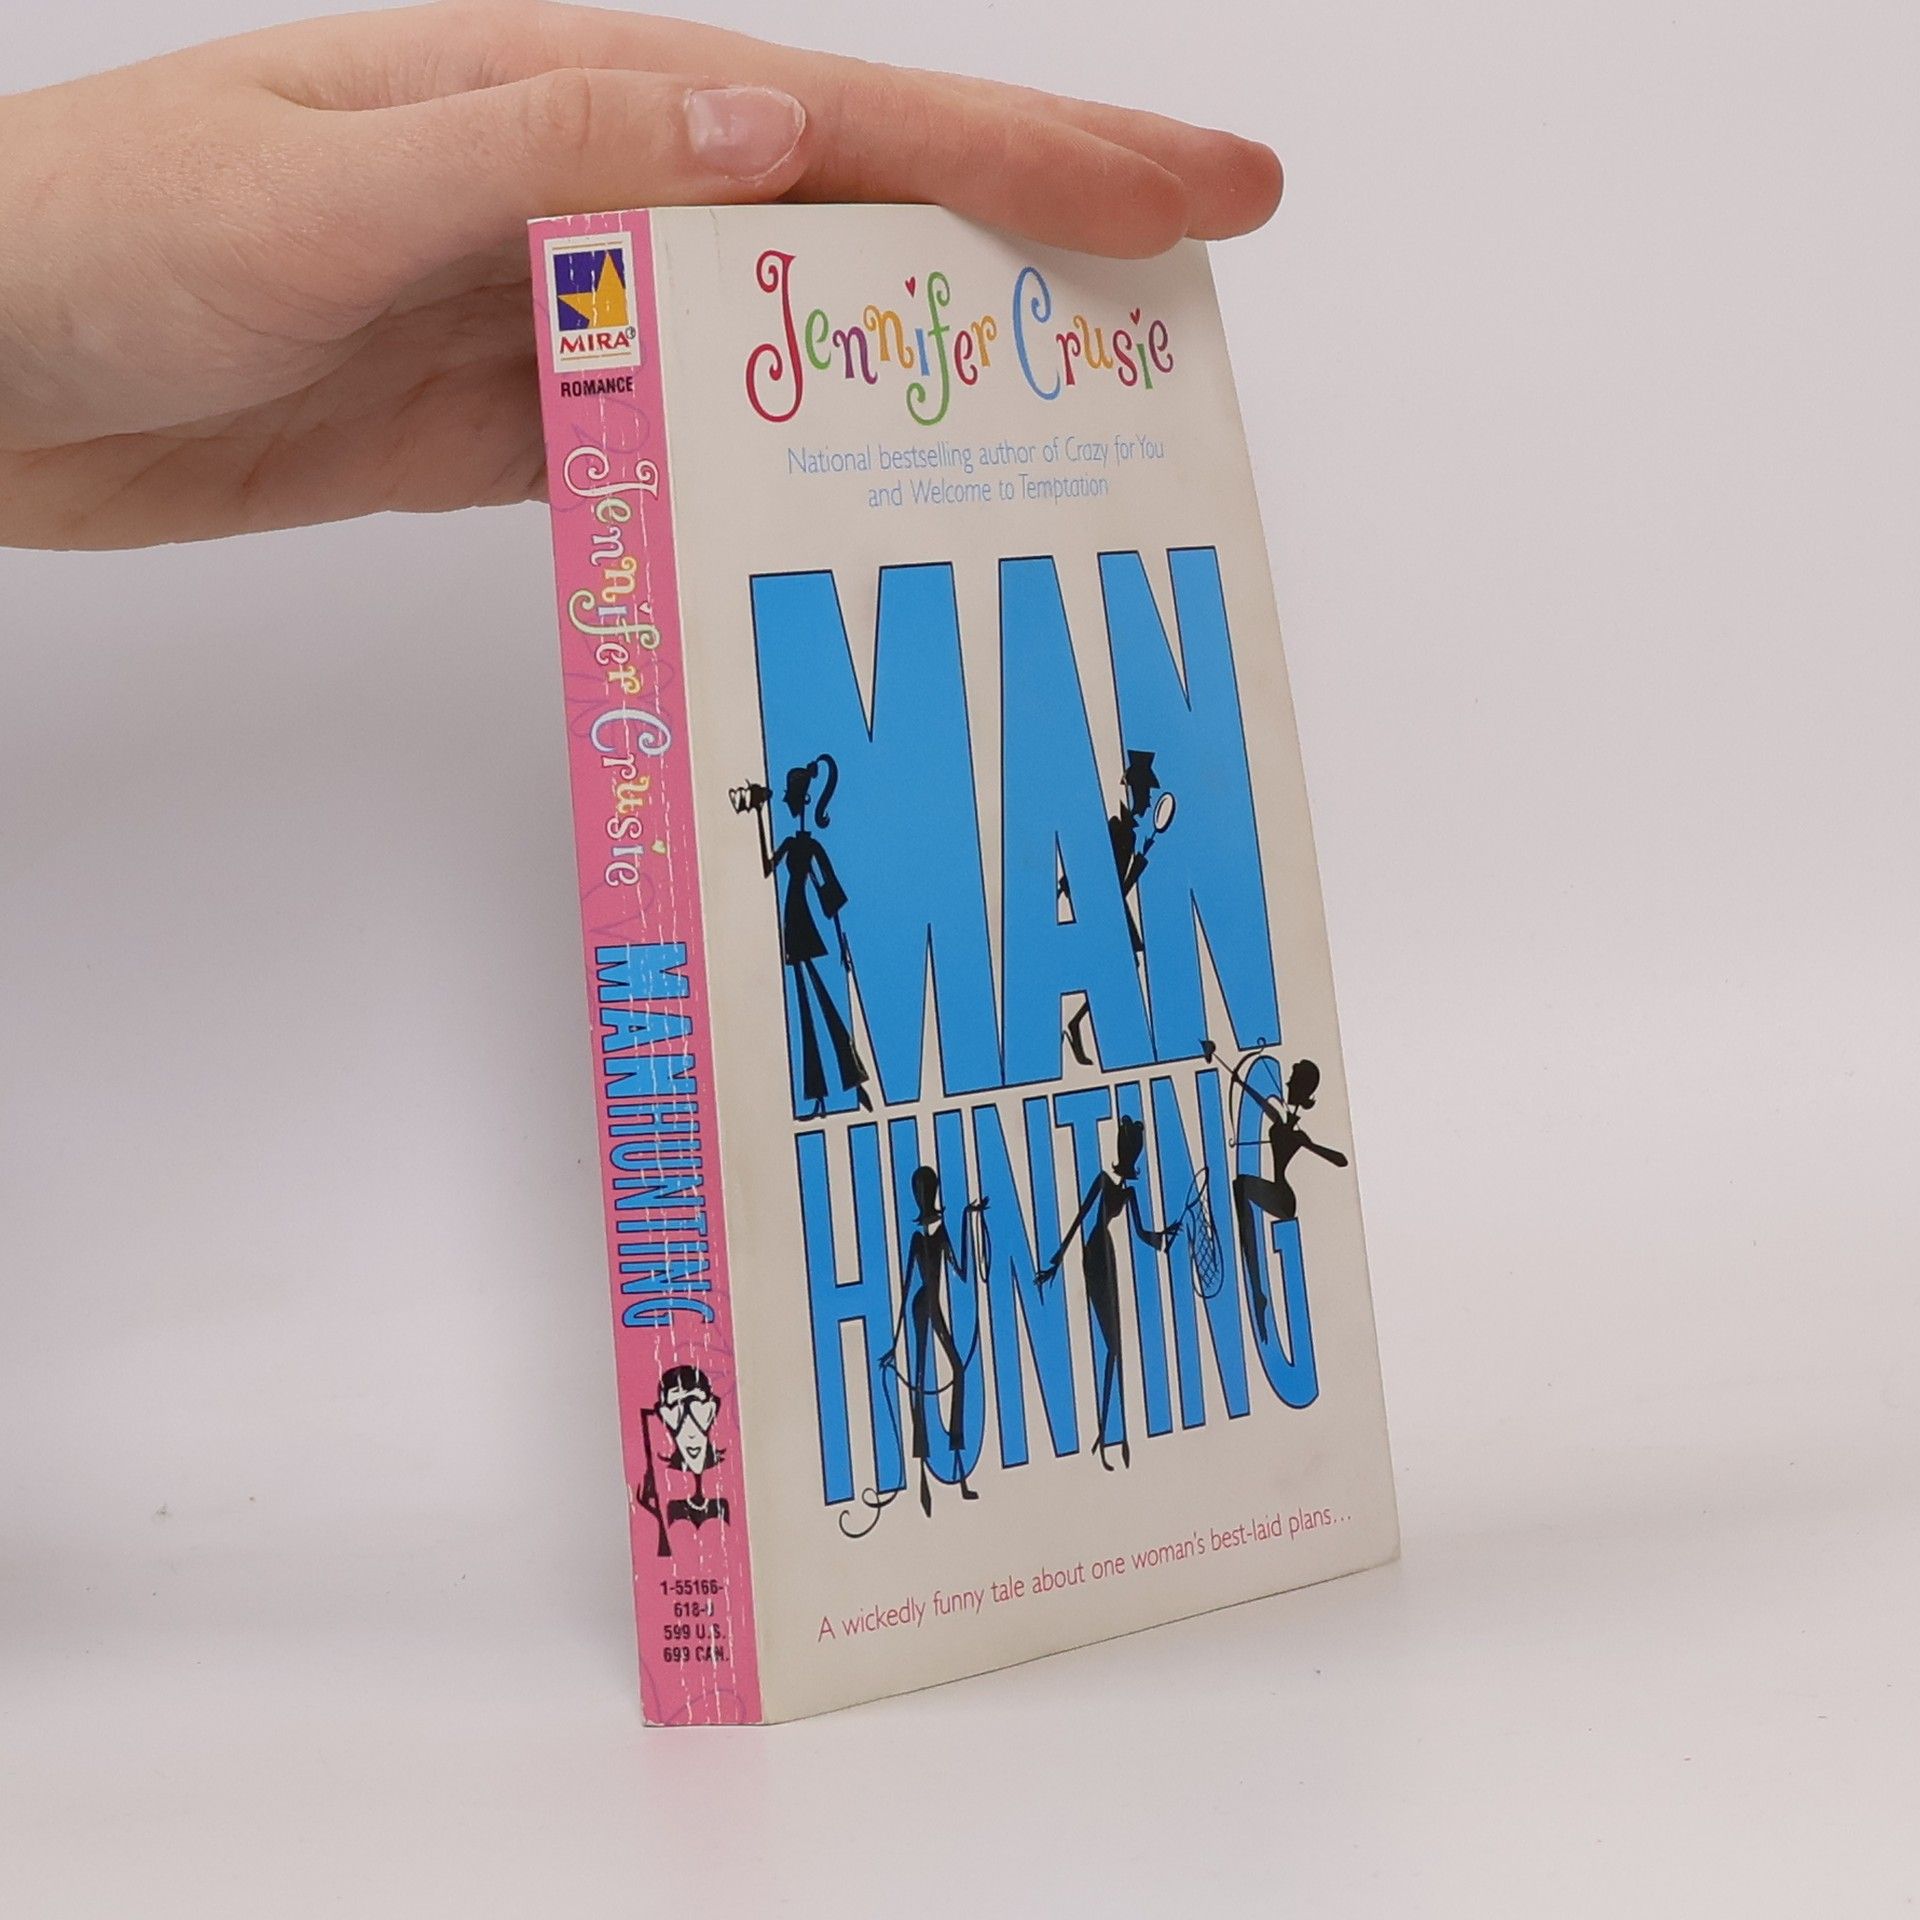 MIRA®
ROMANCE
Jennifer Crusie
MANHUNTING
1-55166-
618-0
599 U.S.
699 CAN.
Jennifer Crusie
National bestselling author of Crazy for You
and Welcome to Temptation
MAN
HUNTING
A wickedly funny tale about one woman's best-laid plans...